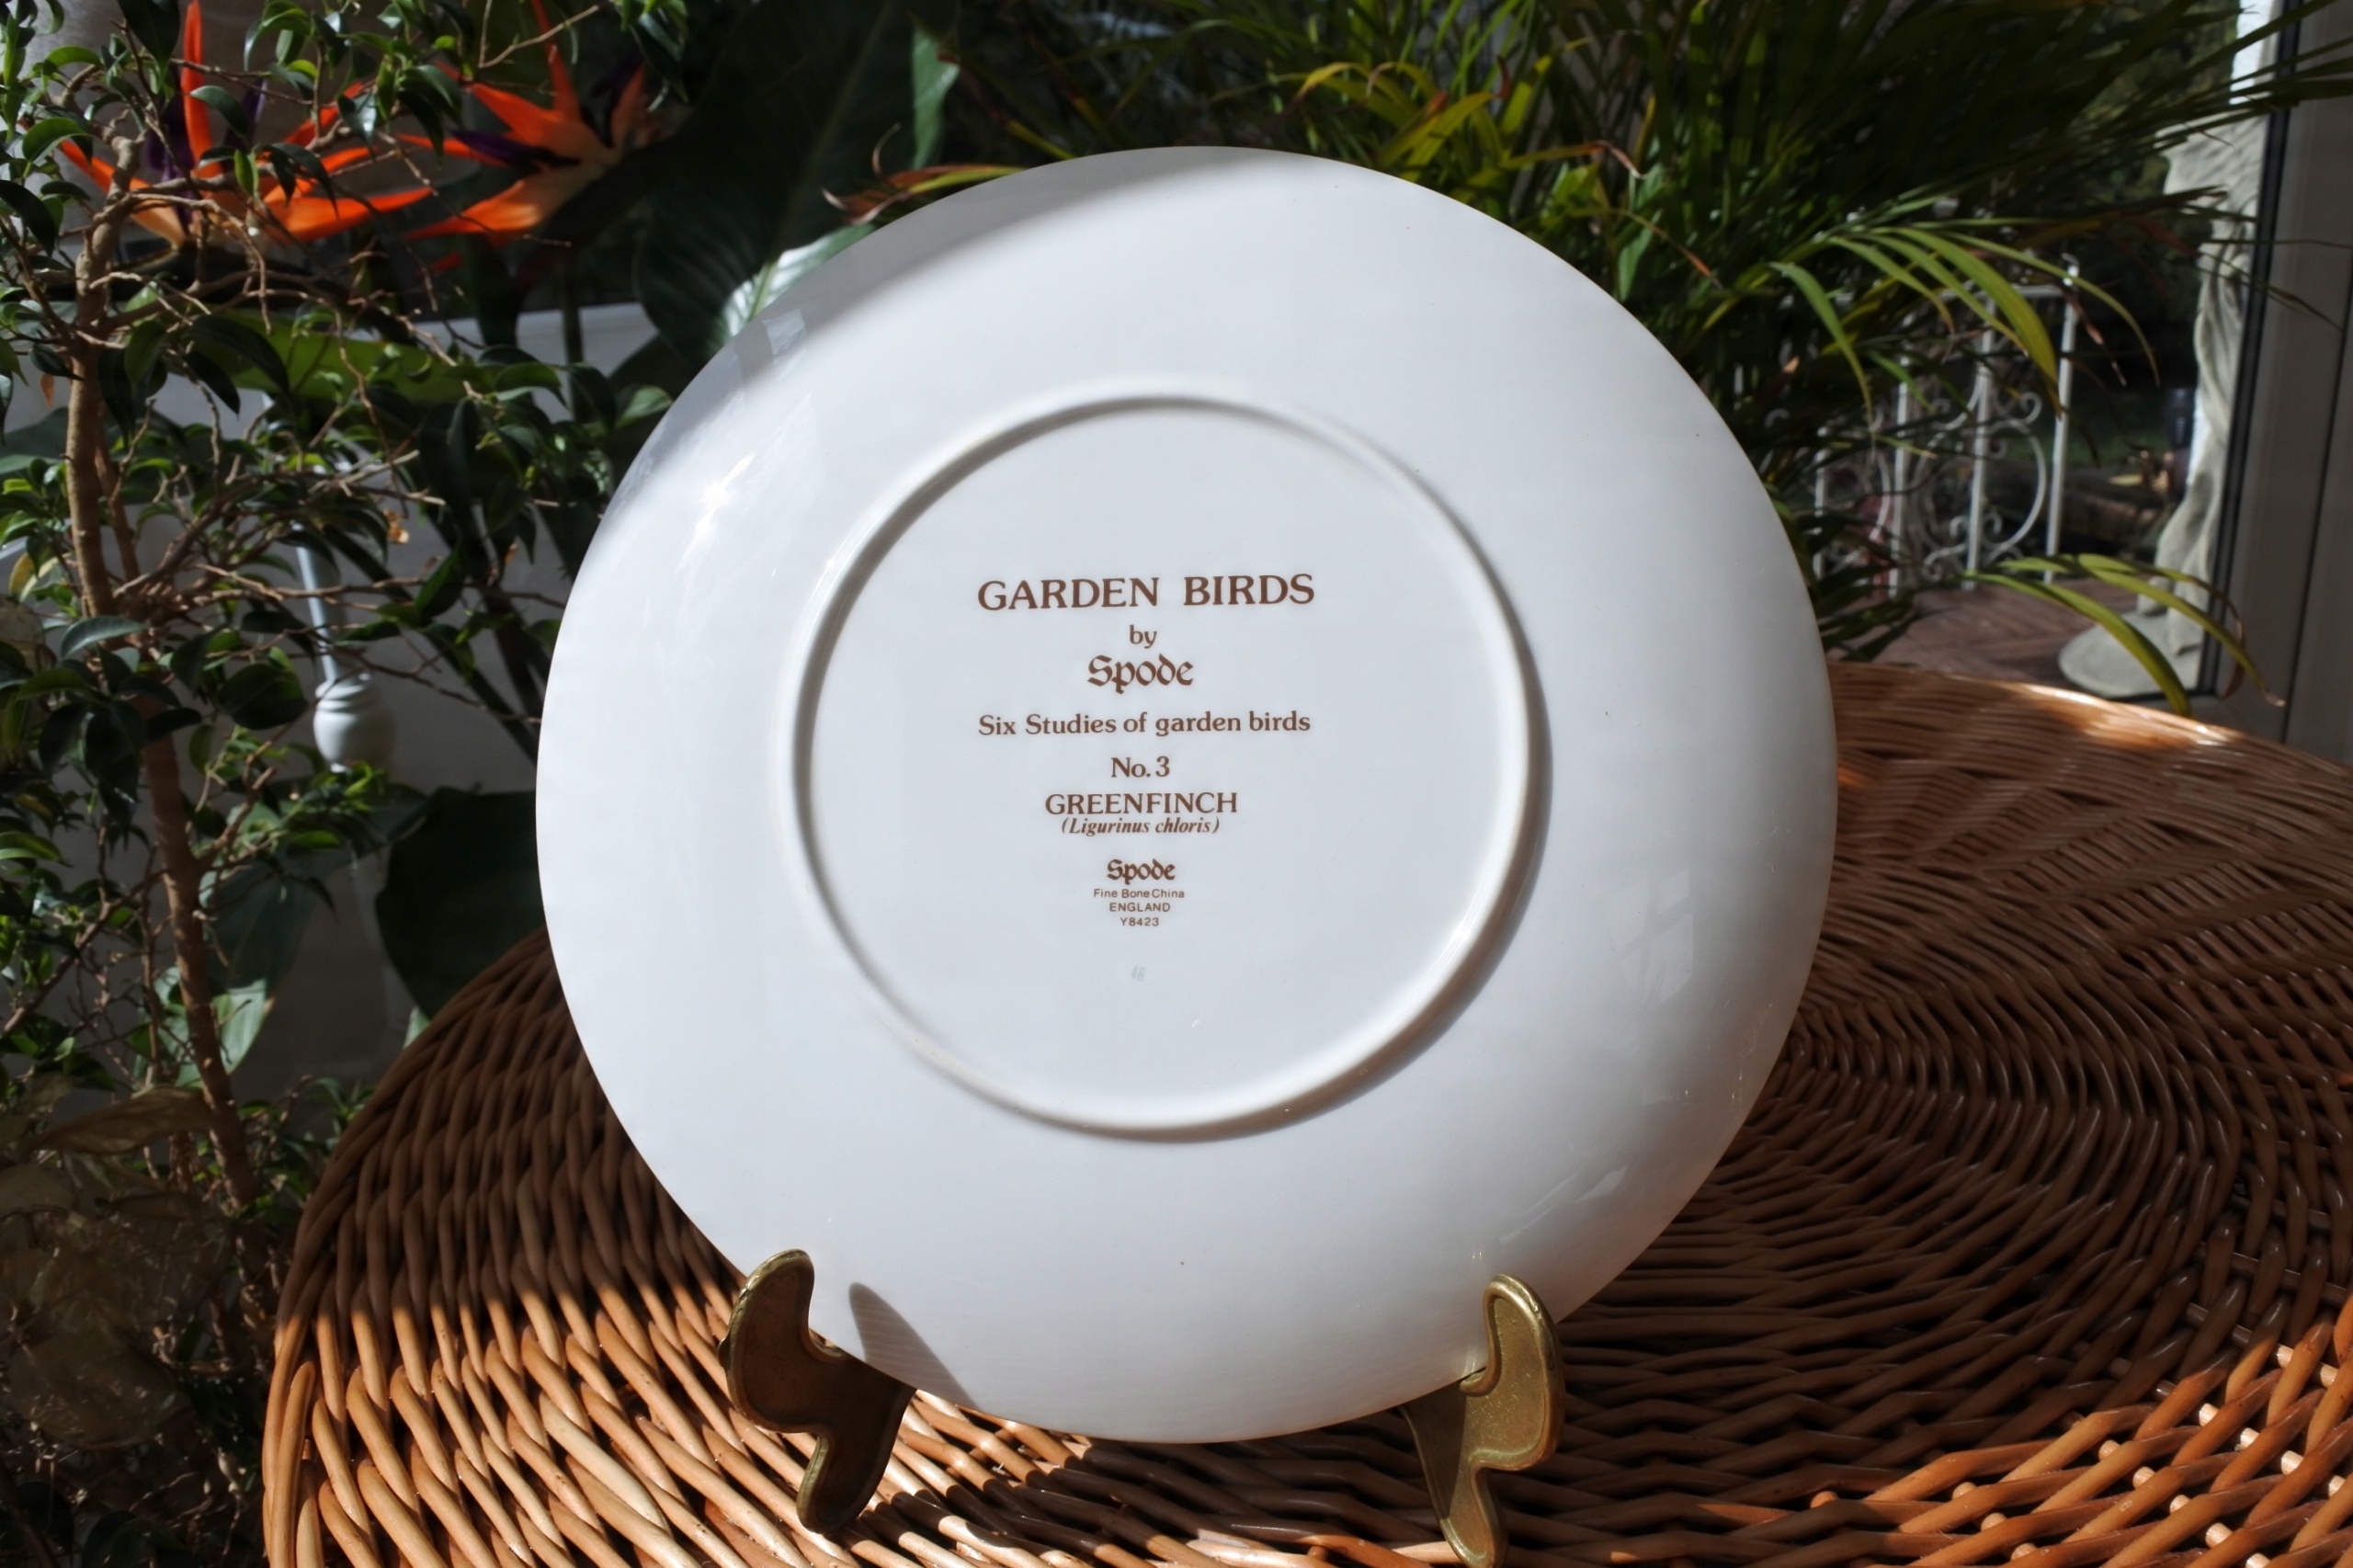 GARDEN BIRDS
by
Spode
Six Studies of garden birds
No. 3
GREENFINCH
(Ligurinus chloris)
Spode
Fine Bone China
ENGLAND
Y8423
46